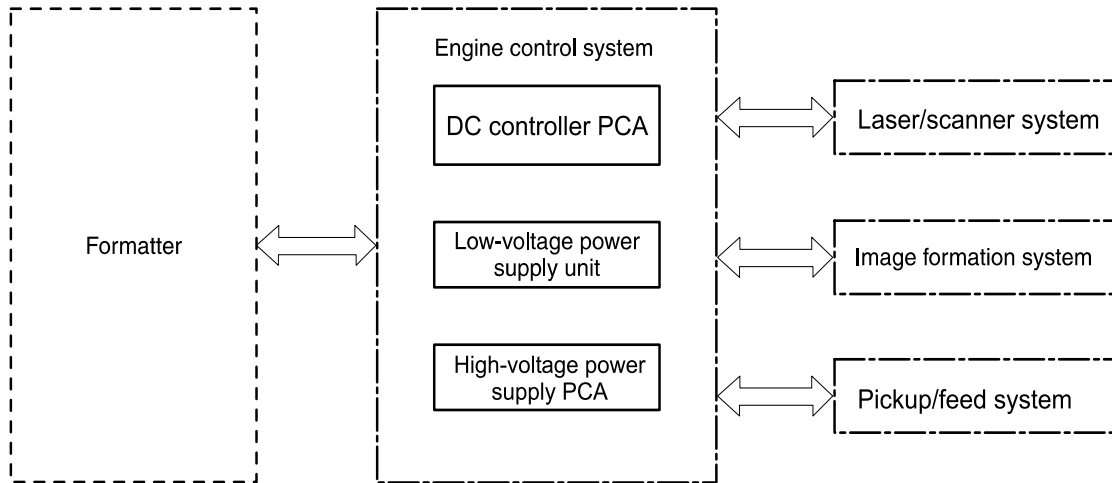 Engine control system
DC controller PCA
Laser/scanner system
Formatter
Low-voltage power
supply unit
Image formation system
High-voltage power
supply PCA
Pickup/feed system